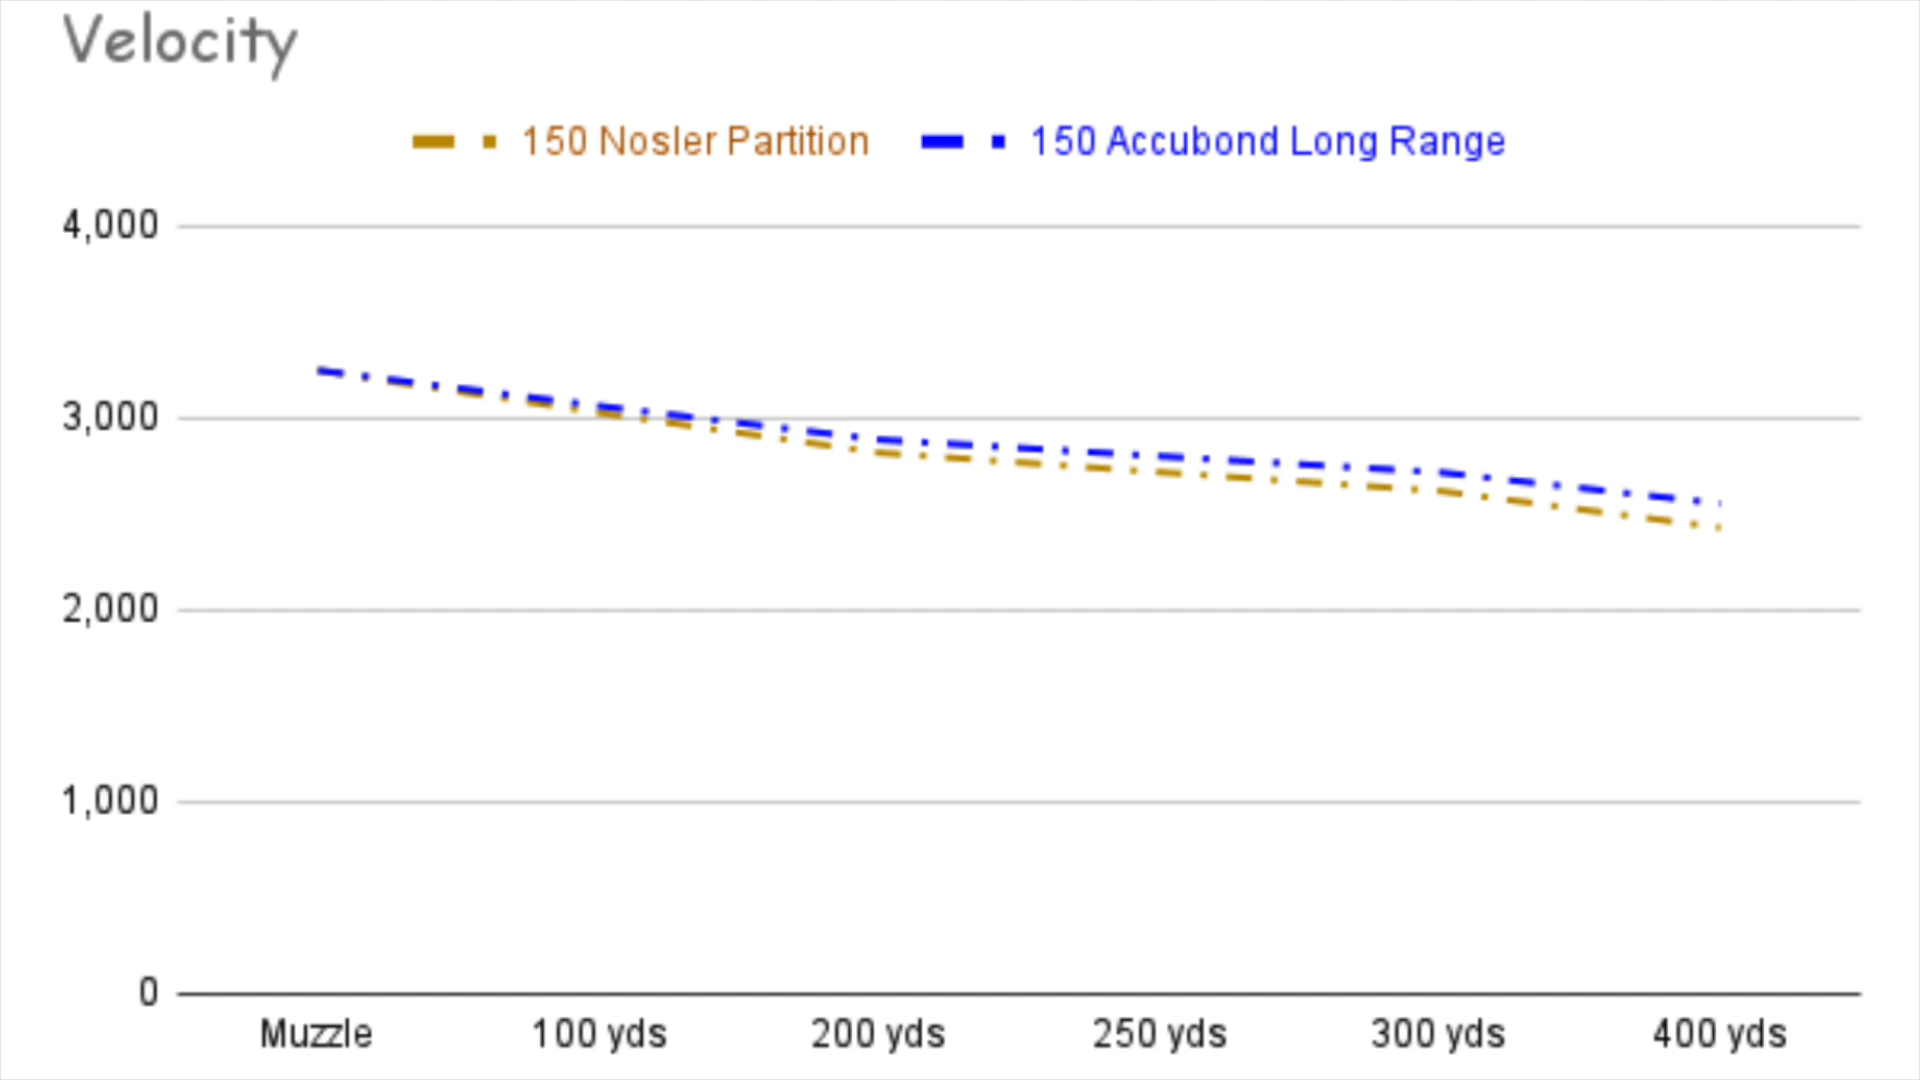 Velocity
150 Nosler Partition 150 Accubond Long Range
4,000
3,000
2,000
1,000
0
Muzzle 100 yds 200 yds 250 yds 300 yds 400 yds